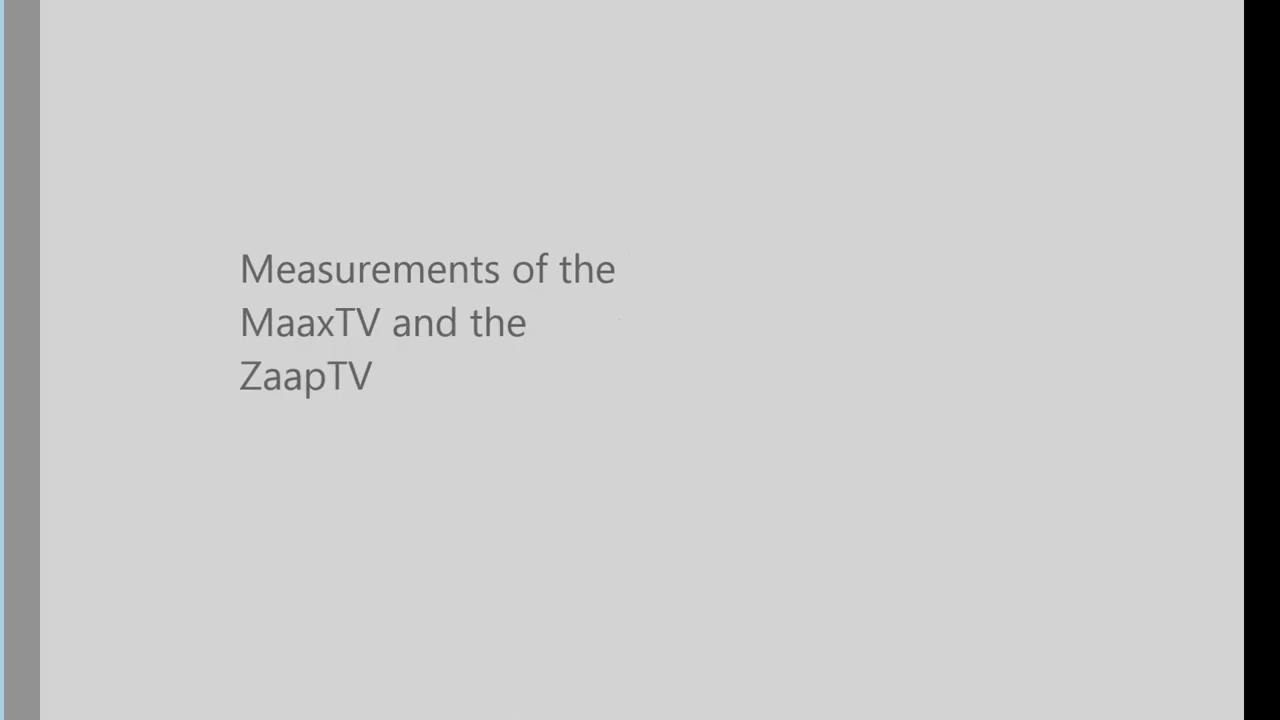 Measurements of the
MaaxTV and the
ZaapTV